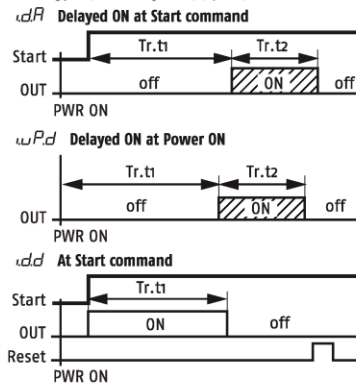 i.d.A Delayed ON at Start command
Tr.t1 Tr.t2
Start
OUT off ON off
PWR ON
i.u.P.d Delayed ON at Power ON
Tr.t1 Tr.t2
off ON off
OUT
PWR ON
i.d.d At Start command
Tr.t1
Start
ON off
OUT
Reset
PWR ON